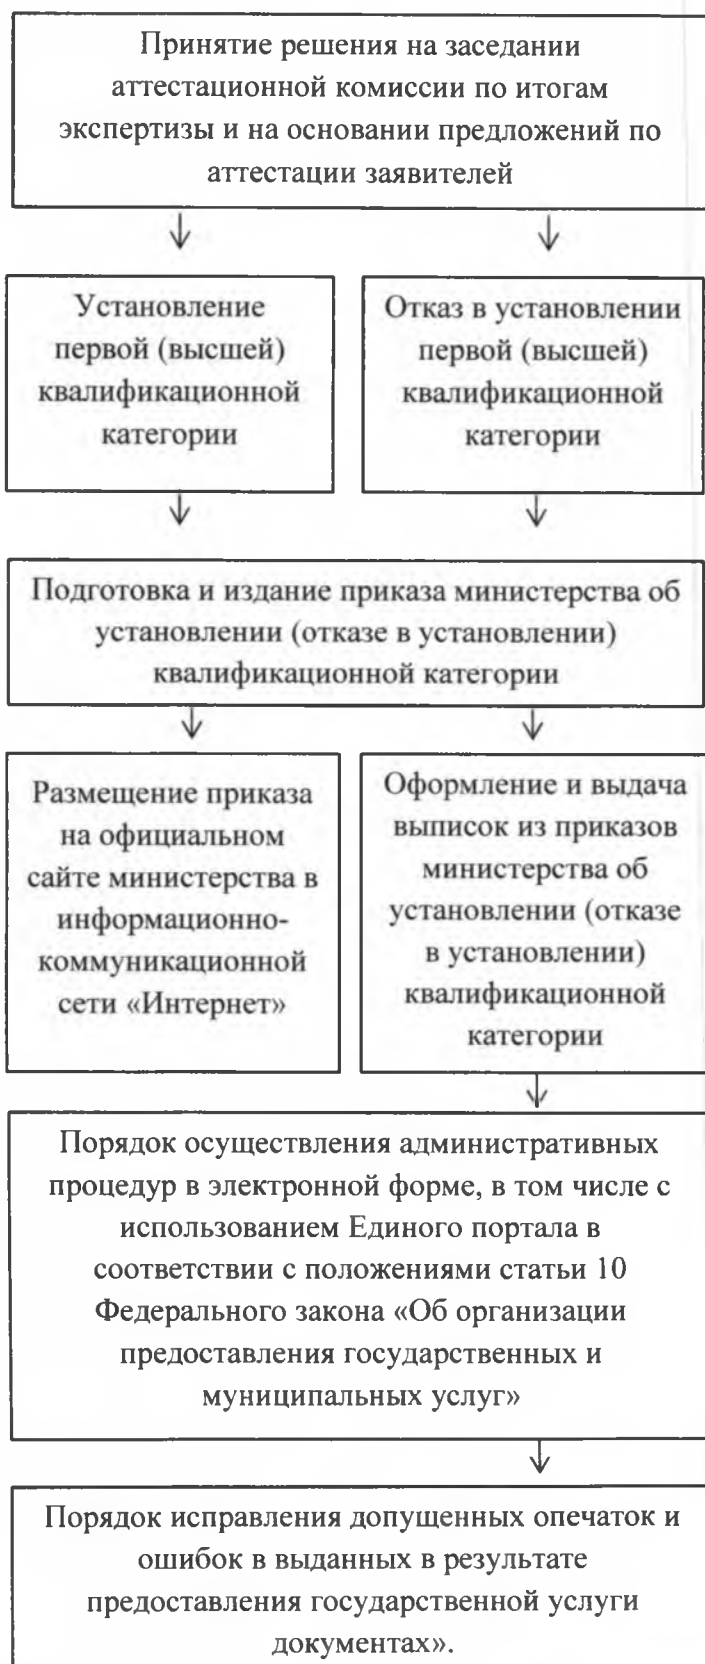 Принятие решения на заседании
аттестационной комиссии по итогам
экспертизы и на основании предложений по
аттестации заявителей
Установление
первой (высшей)
квалификационной
категории
Отказ в установлении
первой (высшей)
квалификационной
категории
Подготовка и издание приказа министерства об
установлении (отказе в установлении)
квалификационной категории
Размещение приказа
на официальном
сайте министерства в
информационно-
коммуникационной
сети «Интернет»
Оформление и выдача
выписок из приказов
министерства об
установлении (отказе
в установлении)
квалификационной
категории
Порядок осуществления административных
процедур в электронной форме, в том числе с
использованием Единого портала в
соответствии с положениями статьи 10
Федерального закона «Об организации
предоставления государственных и
муниципальных услуг»
Порядок исправления допущенных опечаток и
ошибок в выданных в результате
предоставления государственной услуги
документах».